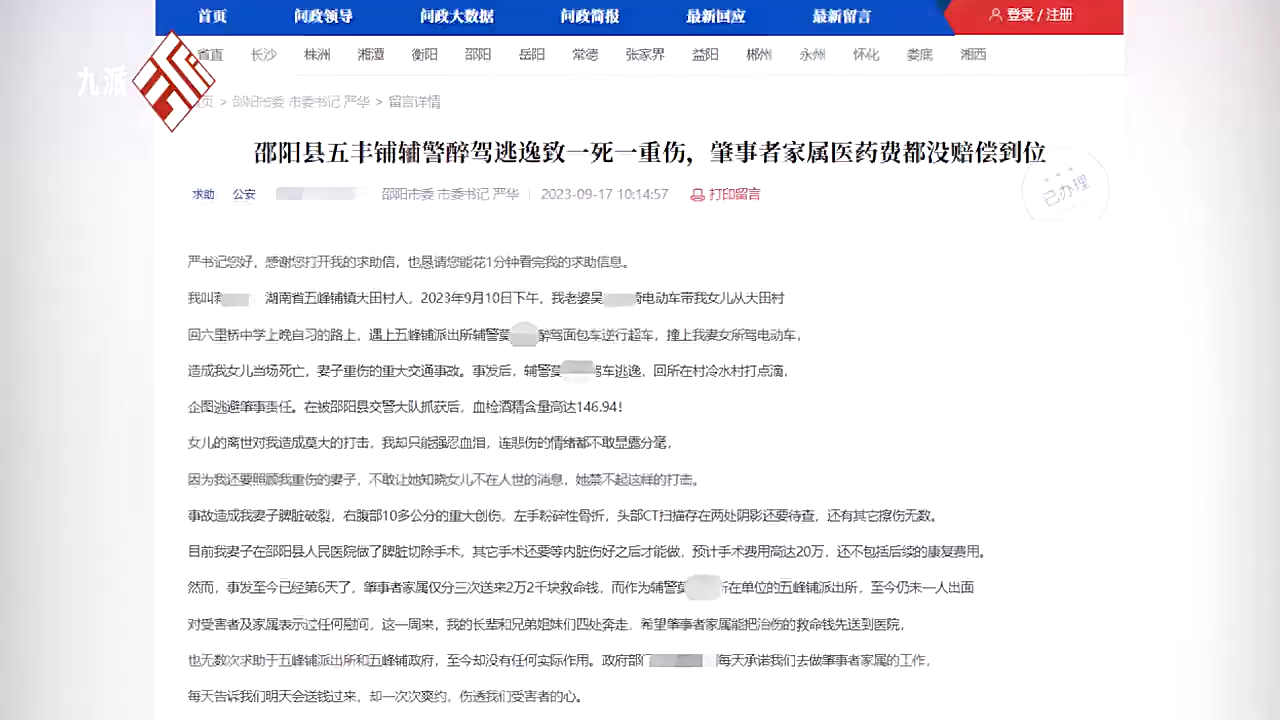 首页 问政领导 问政大数据 问政简报 最新回应 最新留言 登录 / 注册
省直 长沙 株洲 湘潭 衡阳 邵阳 岳阳 常德 张家界 益阳 郴州 永州 怀化 娄底 湘西
九派
页 > 邵阳市委 市委书记 严华 > 留言详情
邵阳县五丰铺辅警醉驾逃逸致一死一重伤，肇事者家属医药费都没赔偿到位
求助 公安 邵阳市委 市委书记 严华 | 2023-09-17 10:14:57 打印留言
已办理
严书记您好，感谢您打开我的求助信，也恳请您能花1分钟看完我的求助信息。
我叫蒋 湖南省五峰铺镇大田村人，2023年9月10日下午，我老婆吴 骑电动车带我女儿从大田村
回六里桥中学上晚自习的路上，遇上五峰铺派出所辅警 醉驾面包车逆行超车，撞上我妻女所驾电动车，
造成我女儿当场死亡，妻子重伤的重大交通事故。事发后，辅警 驾车逃逸，回所在村冷水村打点滴，
企图逃避肇事责任。在被邵阳县交警大队抓获后，血检酒精含量高达146.94！
女儿的离世对我造成莫大的打击，我却只能强忍血泪，连悲伤的情绪都不敢显露分毫，
因为我还要照顾我重伤的妻子，不敢让她知晓女儿不在人世的消息，她禁不起这样的打击。
事故造成我妻子脾脏破裂，右腹部10多公分的重大创伤，左手粉碎性骨折，头部CT扫描存在两处阴影还要待查，还有其它擦伤无数。
目前我妻子在邵阳县人民医院做了脾脏切除手术，其它手术还要等内脏伤好之后才能做，预计手术费用高达20万，还不包括后续的康复费用。
然而，事发至今已经第6天了，肇事者家属仅分三次送来2万2千块救命钱，而作为辅警 所在单位的五峰铺派出所，至今仍未一人出面
对受害者及家属表示过任何慰问，这一周来，我的长辈和兄弟姐妹们四处奔走，希望肇事者家属能把治伤的救命钱先送到医院，
也无数次求助于五峰铺派出所和五峰铺政府，至今却没有任何实际作用。政府部门 每天承诺我们去做肇事者家属的工作，
每天告诉我们明天会送钱过来，却一次次爽约，伤透我们受害者的心。